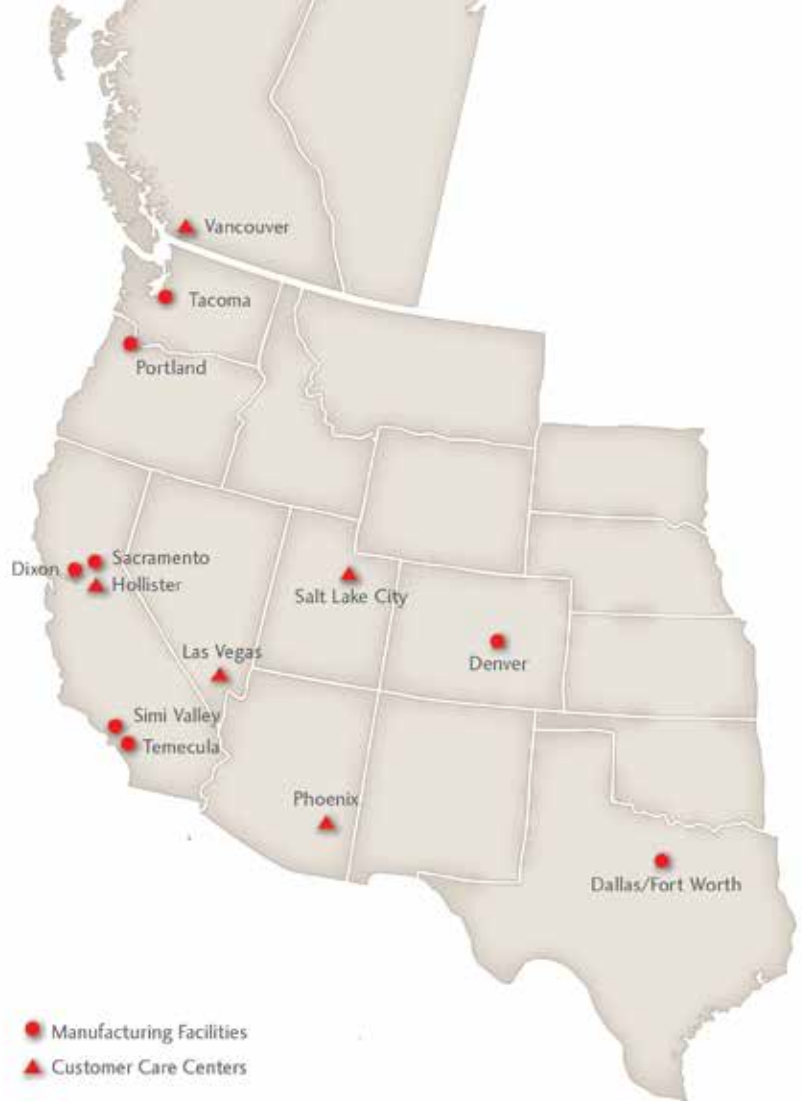 Vancouver
Tacoma
Portland
Sacramento
Dixon
Hollister
Salt Lake City
Las Vegas
Denver
Simi Valley
Temecula
Phoenix
Dallas/Fort Worth
Manufacturing Facilities
Customer Care Centers